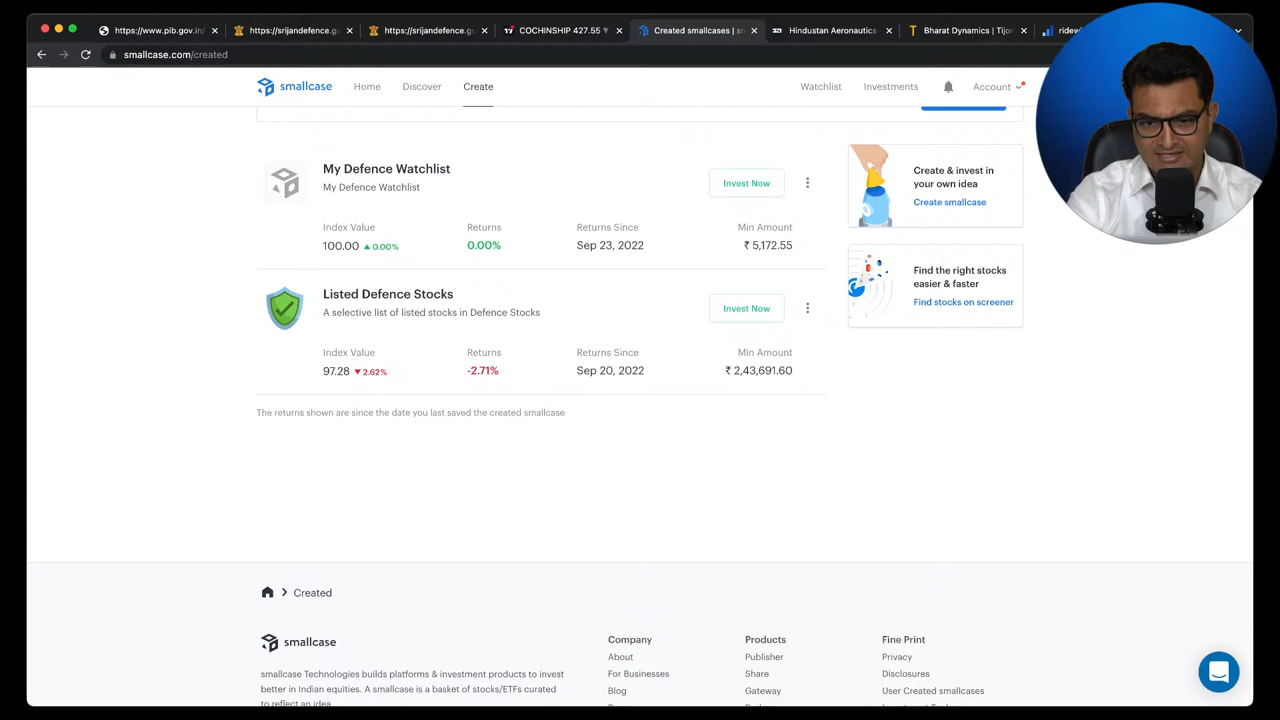 https://www.pib.gov.in/
https://srijandefence.g
https://srijandefence.gc
COCHINSHIP 427.55
Created smallcases | sm
Hindustan Aeronautics
Bharat Dynamics | Tijor
ridewi
smallcase.com/created
smallcase
Home
Discover
Create
Watchlist
Investments
Account
My Defence Watchlist
My Defence Watchlist
Invest Now
Index Value
Returns
Returns Since
Min Amount
100.00 ▲ 0.00%
0.00%
Sep 23, 2022
₹ 5,172.55
Listed Defence Stocks
A selective list of listed stocks in Defence Stocks
Invest Now
Index Value
Returns
Returns Since
Min Amount
97.28 ▼ 2.62%
-2.71%
Sep 20, 2022
₹ 2,43,691.60
The returns shown are since the date you last saved the created smallcase
Create & invest in
your own idea
Create smallcase
Find the right stocks
easier & faster
Find stocks on screener
Created
smallcase
smallcase Technologies builds platforms & investment products to invest
better in Indian equities. A smallcase is a basket of stocks/ETFs curated
to reflect an idea
Company
About
For Businesses
Blog
Products
Publisher
Share
Gateway
Fine Print
Privacy
Disclosures
User Created smallcases